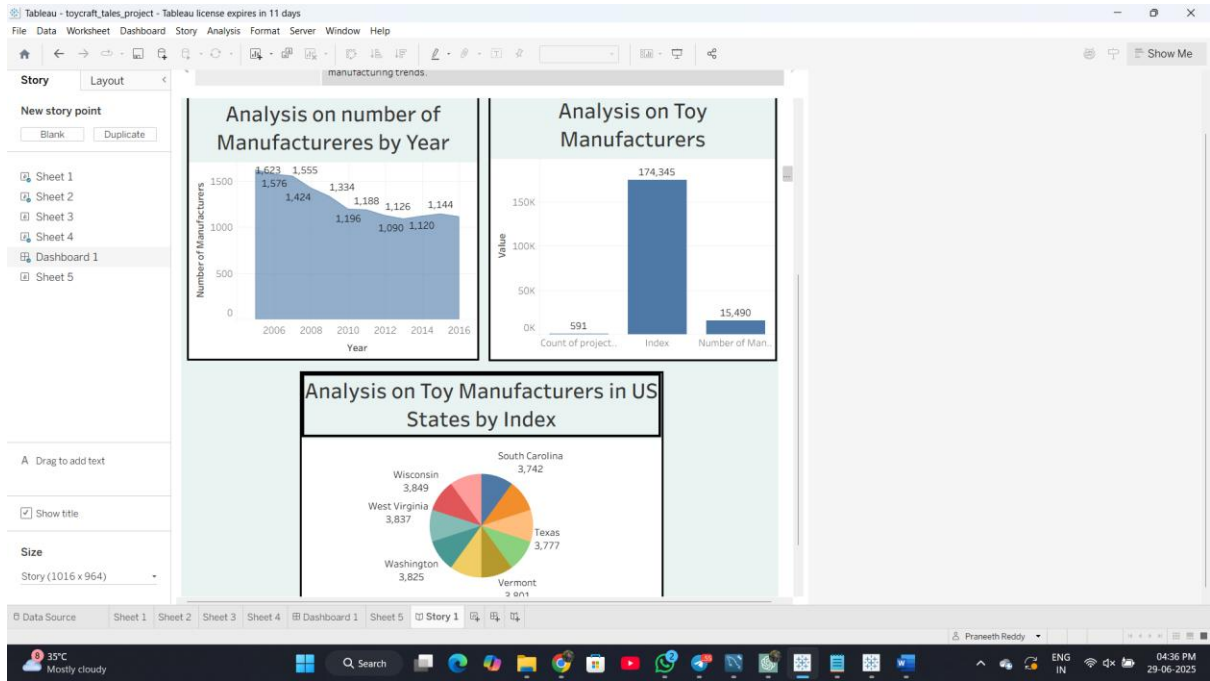 Tableau - toycraft_tales_project - Tableau license expires in 11 days
File Data Worksheet Dashboard Story Analysis Format Server Window Help
Show Me
Story Layout
New story point
Blank Duplicate
Sheet 1
Sheet 2
Sheet 3
Sheet 4
Dashboard 1
Sheet 5
A Drag to add text
Show title
Size
Story (1016 x 964)
manufacturing trends.
Analysis on number of
Manufactureres by Year
Number of Manufacturers
1500
1000
500
0
1,623 1,555
1,576
1,424
1,334
1,196
1,188
1,126
1,090
1,120
1,144
2006 2008 2010 2012 2014 2016
Year
Analysis on Toy
Manufacturers
Value
150K
100K
50K
0K
591
174,345
15,490
Count of project.. Index Number of Man..
Analysis on Toy Manufacturers in US
States by Index
South Carolina
3,742
Texas
3,777
Vermont
3,801
Washington
3,825
West Virginia
3,837
Wisconsin
3,849
Data Source Sheet 1 Sheet 2 Sheet 3 Sheet 4 Dashboard 1 Sheet 5 Story 1
Praneeth Reddy
8
35°C
Mostly cloudy
Search
2
ENG
IN
04:36 PM
29-06-2025